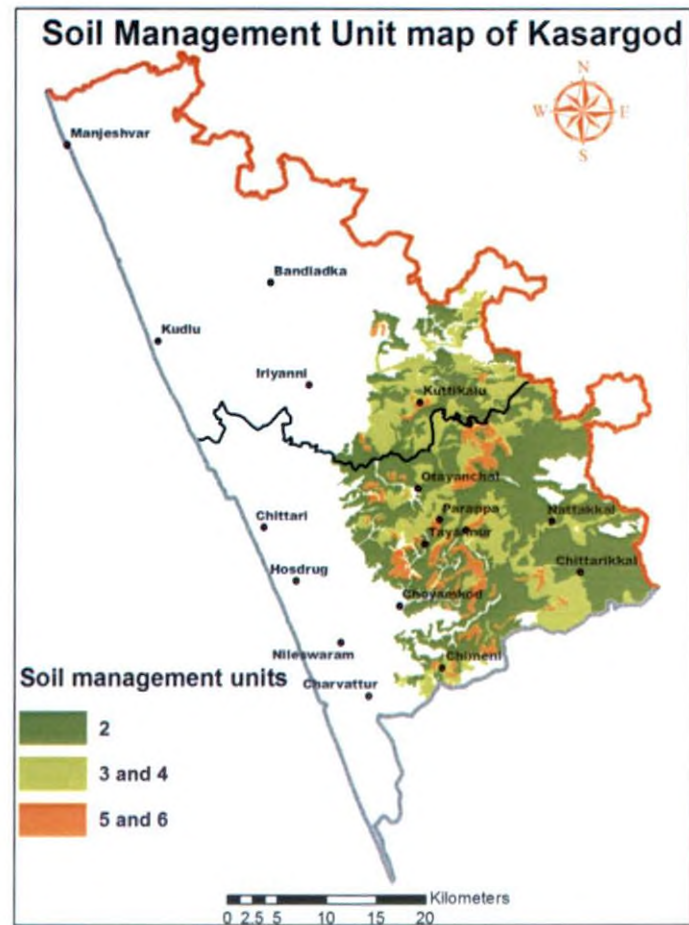 Soil Management Unit map of Kasargod
N
W E
S
Manjeshvar
Bandladka
Kudlu
Iriyanni
Kuttikalu
Otayanchal
Parappa
Nattakkal
Chittari
Tayannur
Chittarikkal
Hosdrug
Choyamkod
Nileswaram
Chimeni
Soil management units
Charvattur
2
3 and 4
5 and 6
Kilometers
0 2.5 5 10 15 20